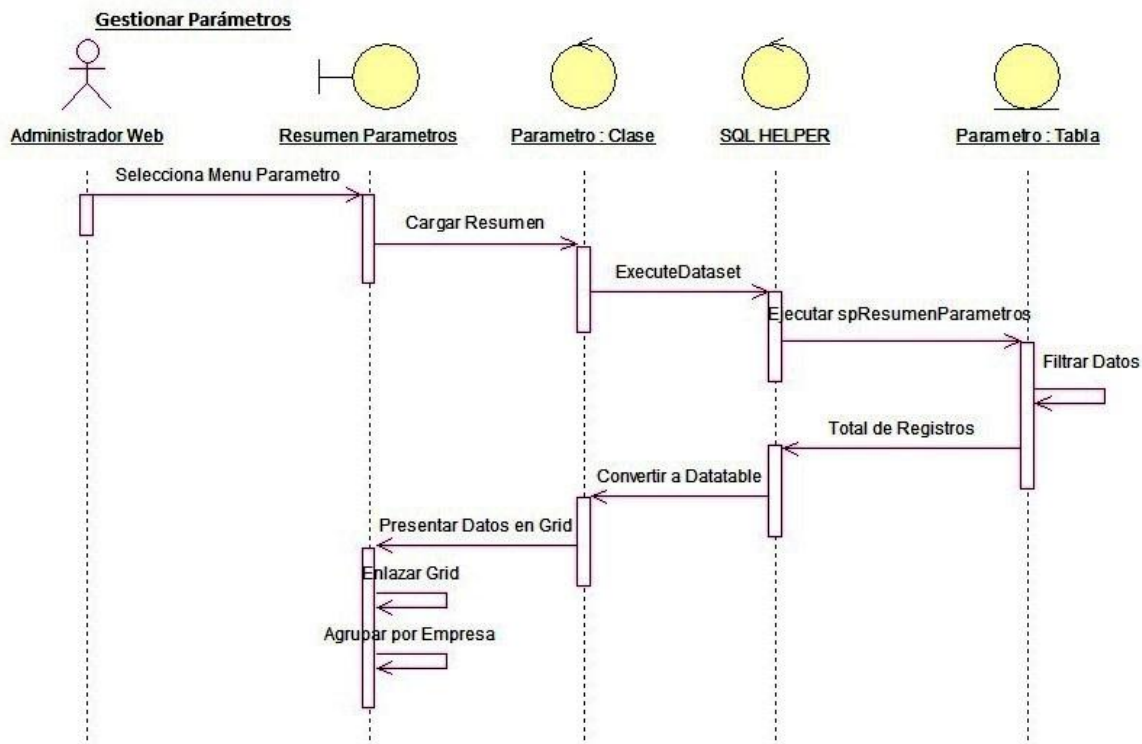 Gestionar Parámetros
Administrador Web
Resumen Parametros
Parametro : Clase
SQL HELPER
Parametro : Tabla
Selecciona Menu Parametro
Cargar Resumen
ExecuteDataset
Ejecutar spResumenParametros
Filtrar Datos
Total de Registros
Convertir a Datatable
Presentar Datos en Grid
Enlazar Grid
Agrupar por Empresa